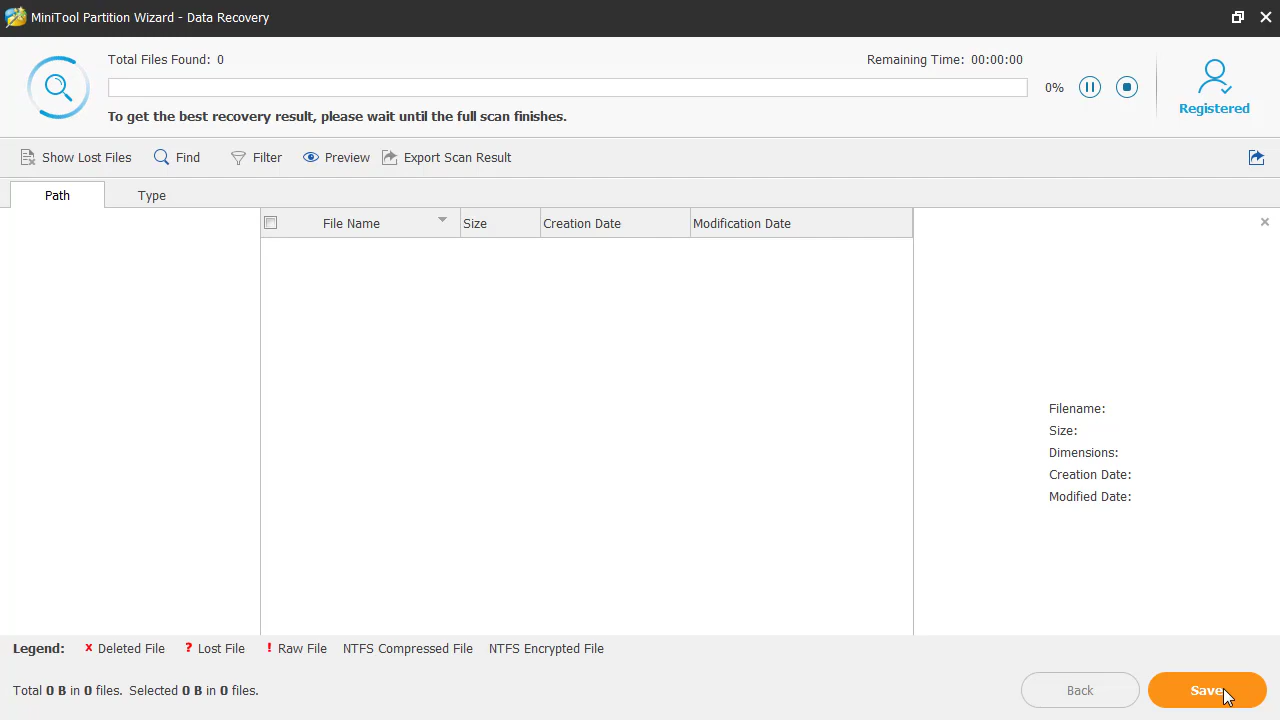 MiniTool Partition Wizard - Data Recovery
Total Files Found: 0
Remaining Time: 00:00:00
0%
To get the best recovery result, please wait until the full scan finishes.
Registered
Show Lost Files Find Filter Preview Export Scan Result
Path Type
File Name Size Creation Date Modification Date
Filename:
Size:
Dimensions:
Creation Date:
Modified Date:
Legend: x Deleted File ? Lost File ! Raw File NTFS Compressed File NTFS Encrypted File
Total 0 B in 0 files. Selected 0 B in 0 files.
Back Save